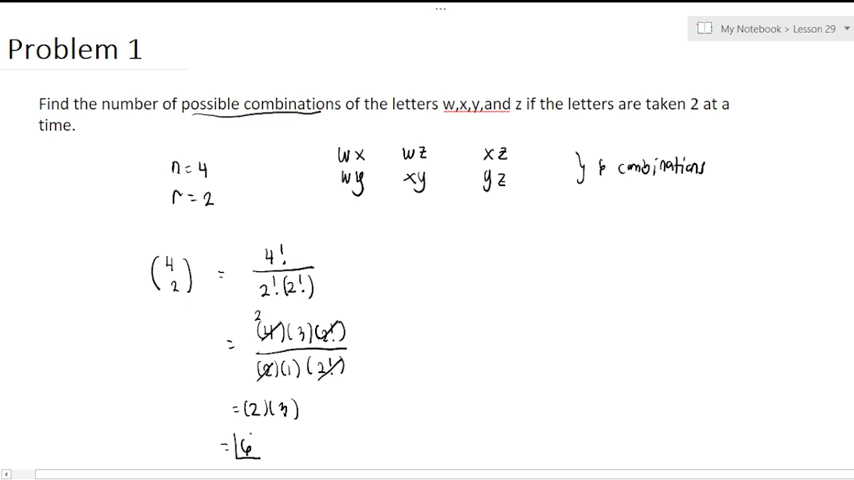 ...
My Notebook > Lesson 29
Problem 1
Find the number of possible combinations of the letters w,x,y,and z if the letters are taken 2 at a
time.
n = 4
r = 2
wx wz xz
wy xy yz
} 6 combinations
(4 2) = 4! / 2!(2!)
= 2 (4)(3)(2!) / (2)(1)(2!)
= (2)(3)
= 6